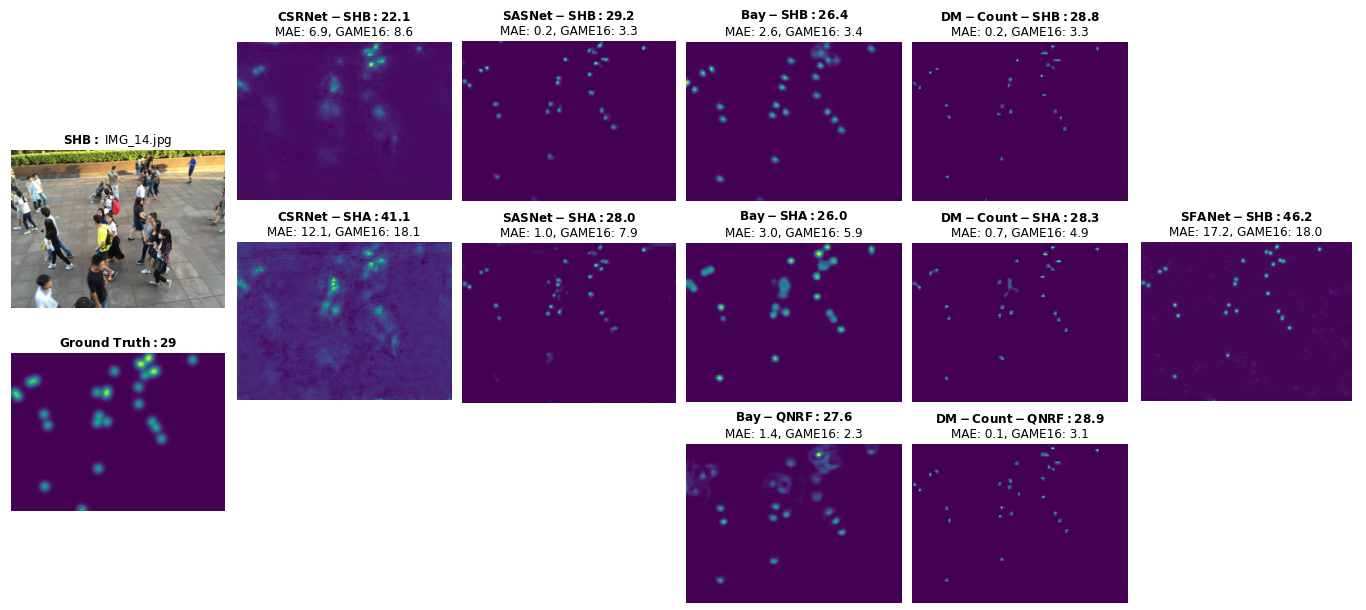 CSRNet−SHB: 22.1
MAE: 6.9, GAME16: 8.6
SASNet−SHB: 29.2
MAE: 0.2, GAME16: 3.3
Bay−SHB: 26.4
MAE: 2.6, GAME16: 3.4
DM−Count−SHB: 28.8
MAE: 0.2, GAME16: 3.3
SHB: IMG_14.jpg
CSRNet−SHA: 41.1
MAE: 12.1, GAME16: 18.1
SASNet−SHA: 28.0
MAE: 1.0, GAME16: 7.9
Bay−SHA: 26.0
MAE: 3.0, GAME16: 5.9
DM−Count−SHA: 28.3
MAE: 0.7, GAME16: 4.9
SFANet−SHB: 46.2
MAE: 17.2, GAME16: 18.0
Ground Truth: 29
Bay−QNRF: 27.6
MAE: 1.4, GAME16: 2.3
DM−Count−QNRF: 28.9
MAE: 0.1, GAME16: 3.1